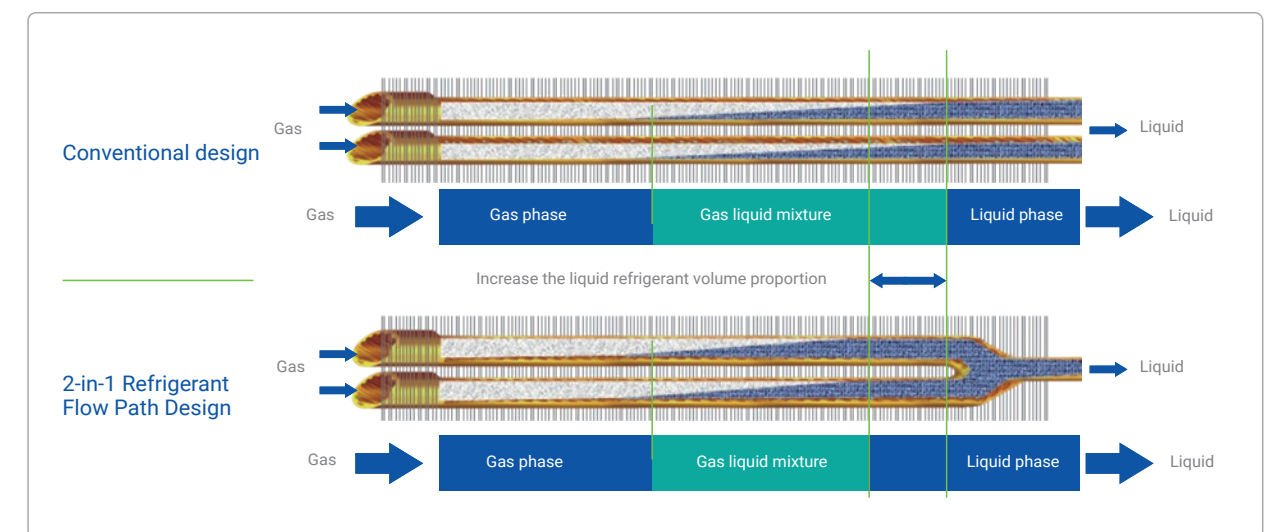 Gas
Liquid
Conventional design
Gas
Gas phase
Gas liquid mixture
Liquid phase
Liquid
Increase the liquid refrigerant volume proportion
Gas
Liquid
2-in-1 Refrigerant
Flow Path Design
Gas
Gas phase
Gas liquid mixture
Liquid phase
Liquid